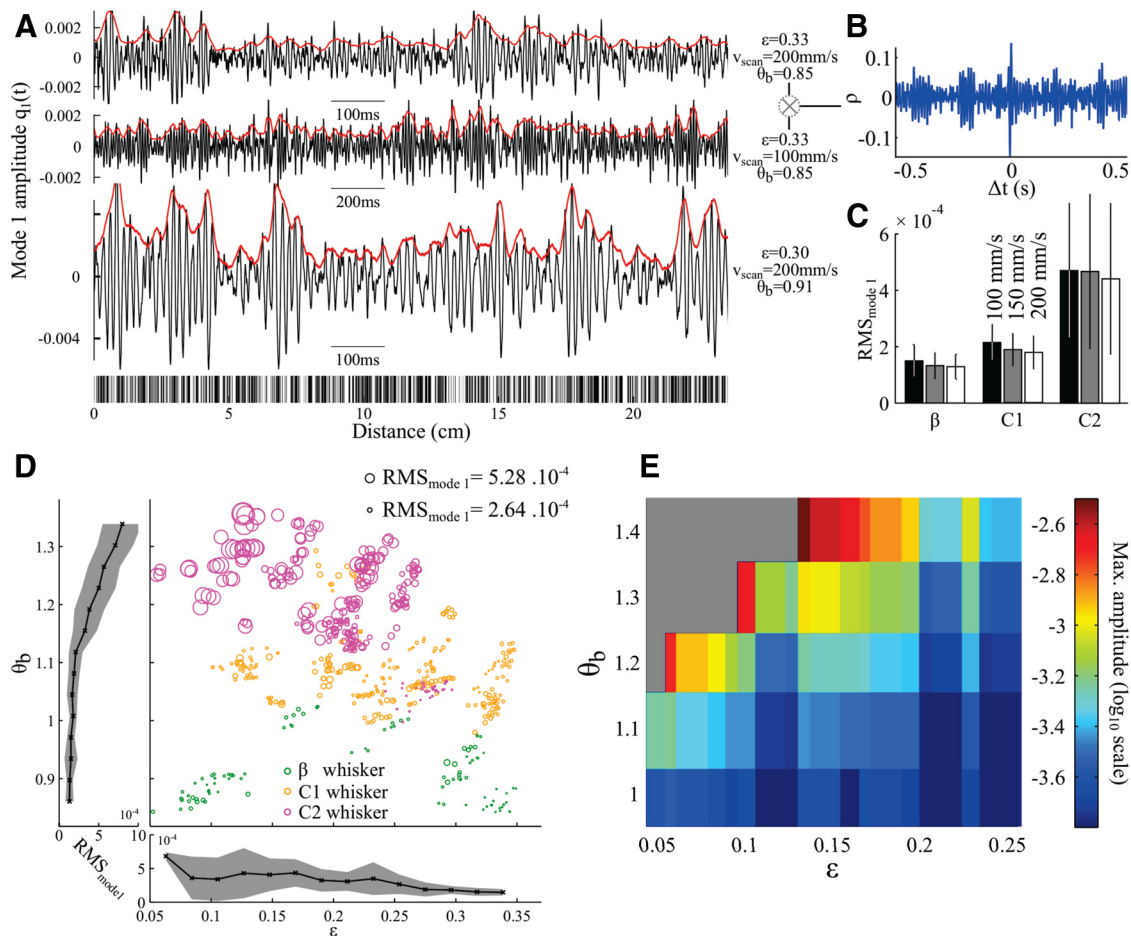 A
0.002
0
-0.002
0.002
0
-0.002
0
-0.004
Mode 1 amplitude q1(t)
100ms
200ms
100ms
0 5 10 15 20
Distance (cm)
ε=0.33
vscan=200mm/s
θb=0.85
ε=0.33
vscan=100mm/s
θb=0.85
ε=0.30
vscan=200mm/s
θb=0.91
B
0.1
0
-0.1
ρ
-0.5 0 0.5
Δt (s)
C
× 10-4
6
4
2
0
RMSmode 1
100 mm/s
150 mm/s
200 mm/s
β C1 C2
D
RMSmode 1= 5.28 .10-4
RMSmode 1= 2.64 .10-4
θb
1.3
1.2
1.1
1
0.9
β whisker
C1 whisker
C2 whisker
10-4
0 5 10
RMSmode1
10-4
10
5
0
0.05 0.1 0.15 0.2 0.25 0.3 0.35
ε
E
θb
1.4
1.3
1.2
1.1
1
0.05 0.1 0.15 0.2 0.25
ε
-2.6
-2.8
-3
-3.2
-3.4
-3.6
Max. amplitude (log10 scale)